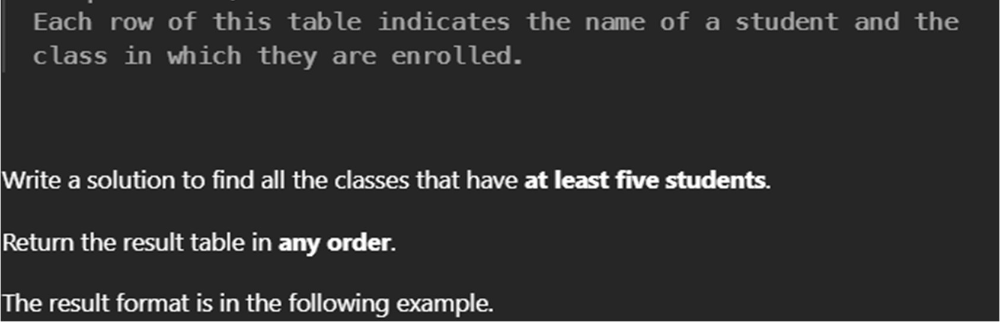 Each row of this table indicates the name of a student and the
class in which they are enrolled.
Write a solution to find all the classes that have at least five students.
Return the result table in any order.
The result format is in the following example.